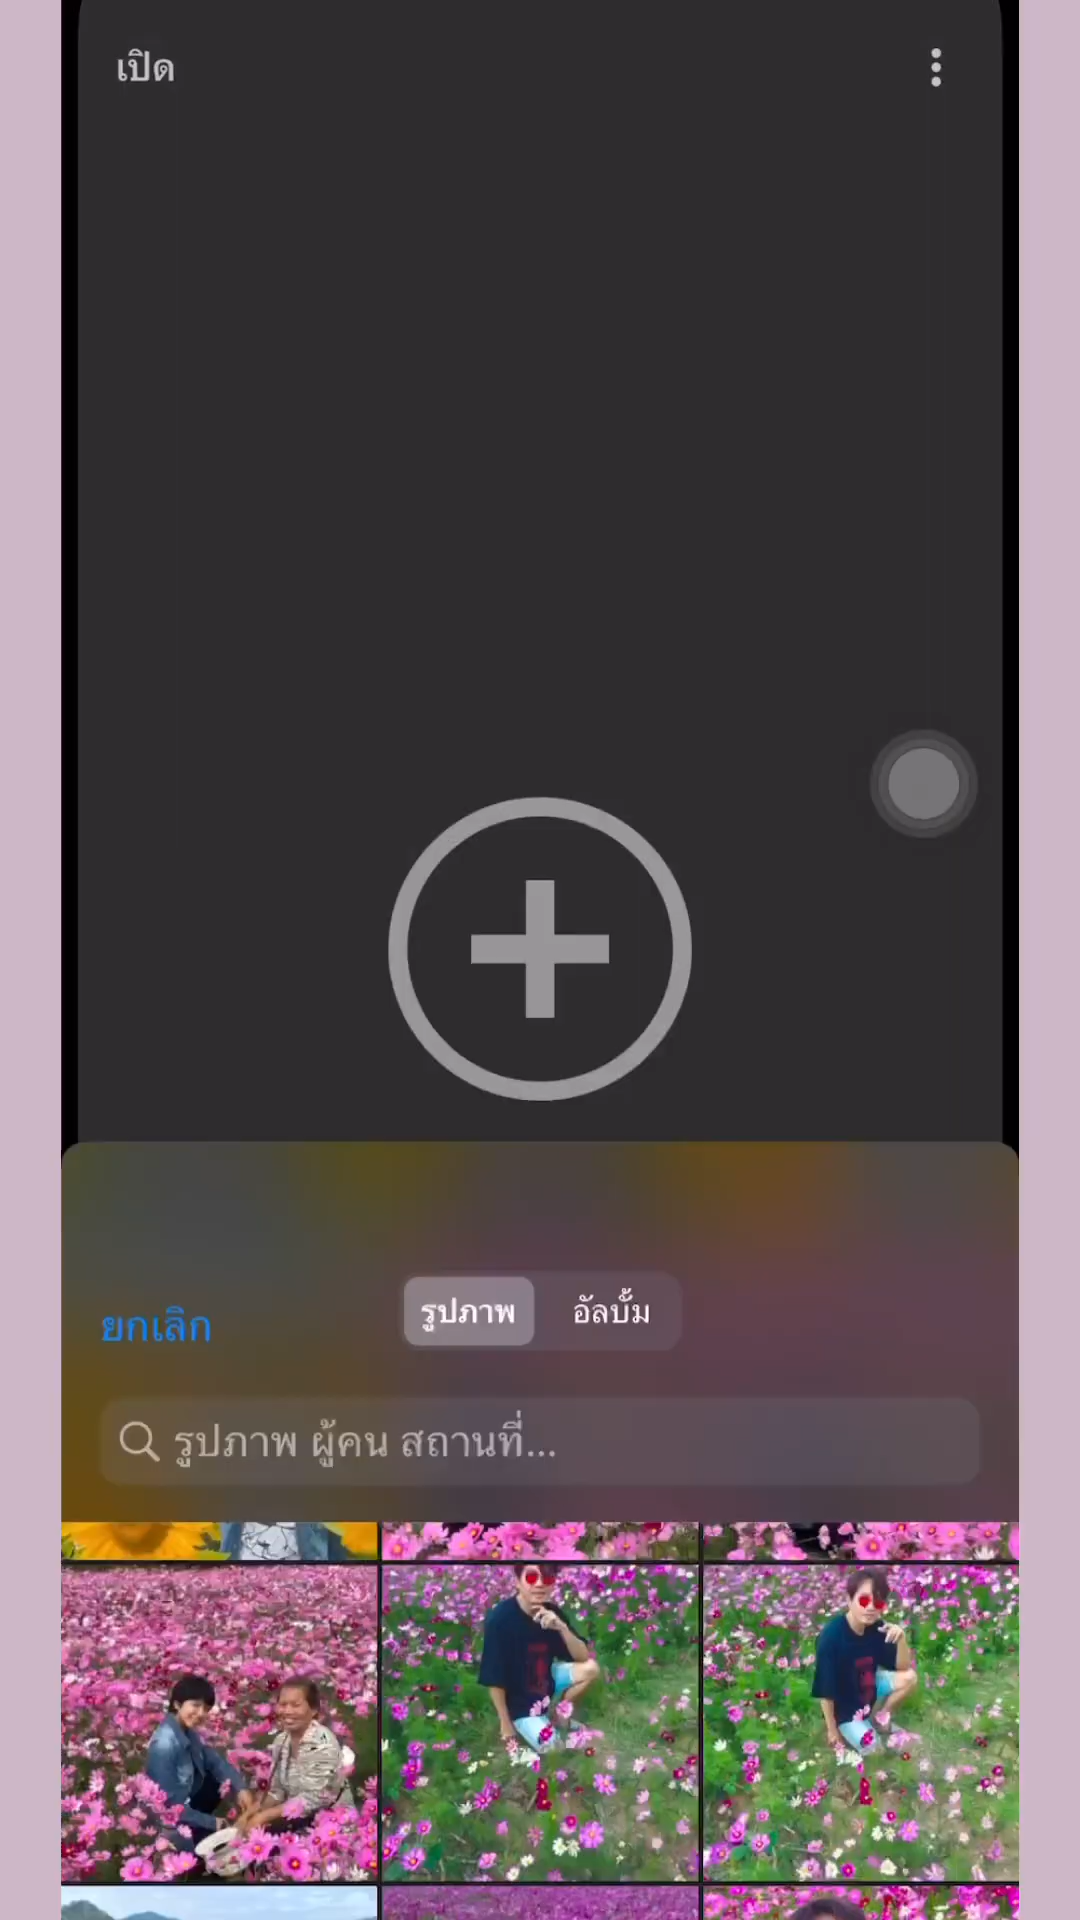 เปิด
ยกเลิก
รูปภาพ
อัลบั้ม
รูปภาพ ผู้คน สถานที่...